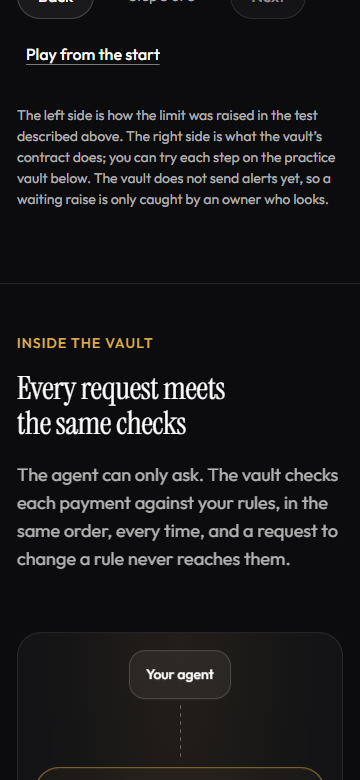 Back
Next
Play from the start
The left side is how the limit was raised in the test
described above. The right side is what the vault's
contract does; you can try each step on the practice
vault below. The vault does not send alerts yet, so a
waiting raise is only caught by an owner who looks.
INSIDE THE VAULT
Every request meets
the same checks
The agent can only ask. The vault checks
each payment against your rules, in the
same order, every time, and a request to
change a rule never reaches them.
Your agent